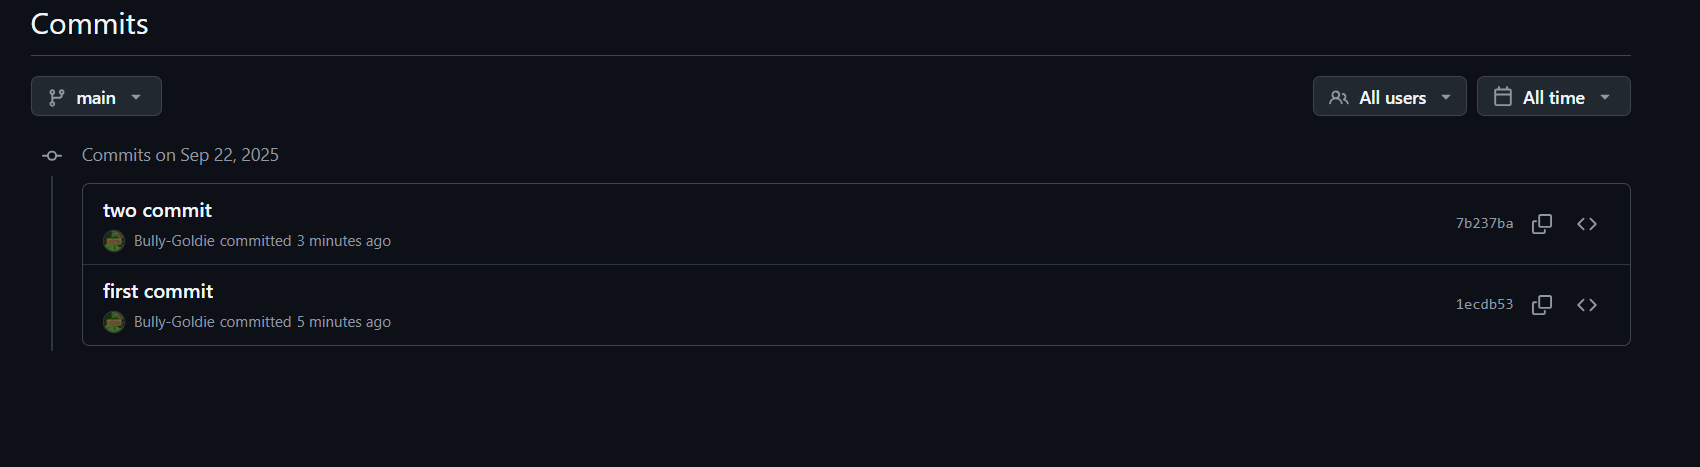 Commits
main
All users
All time
Commits on Sep 22, 2025
two commit
Bully-Goldie committed 3 minutes ago
7b237ba
first commit
Bully-Goldie committed 5 minutes ago
1ecdb53